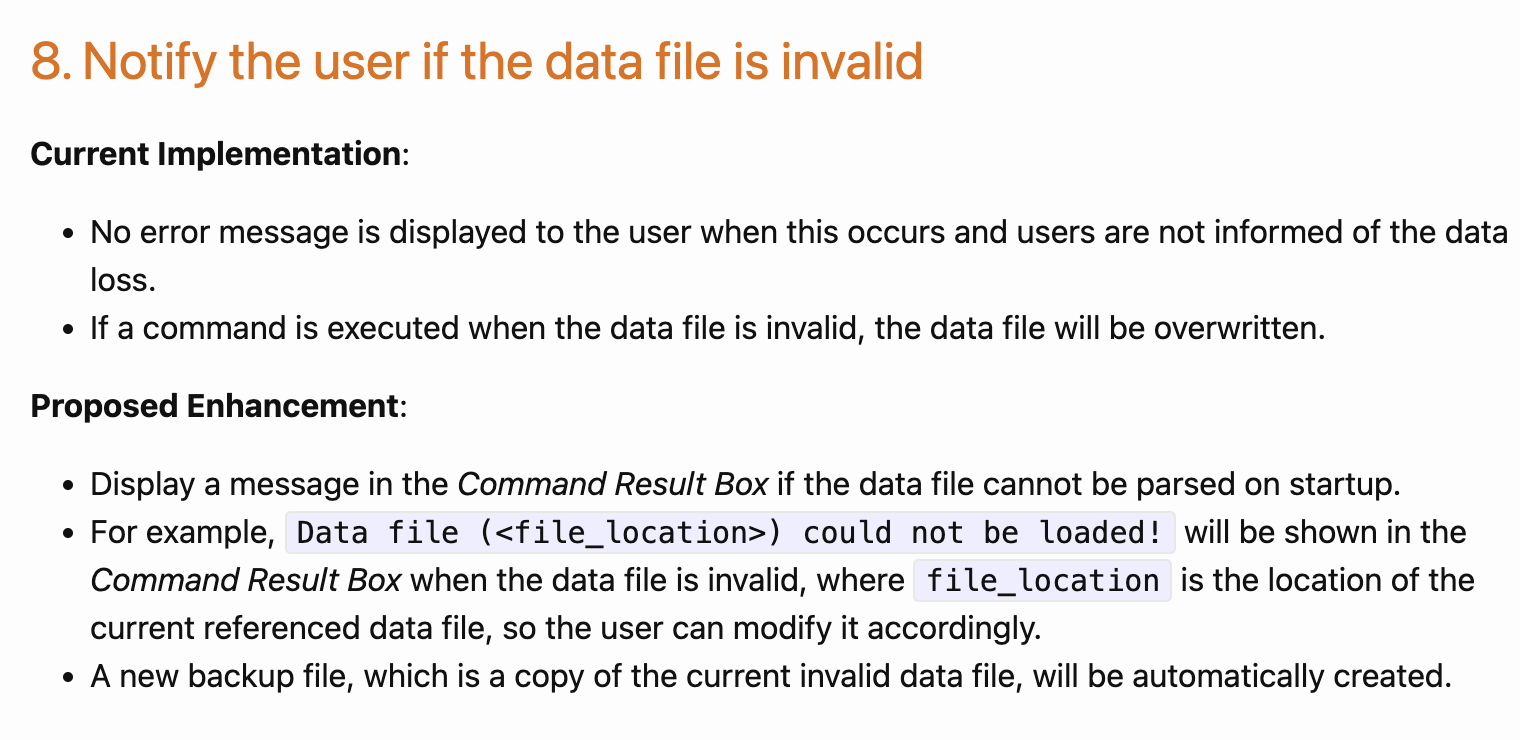 8. Notify the user if the data file is invalid
Current Implementation:
• No error message is displayed to the user when this occurs and users are not informed of the data
loss.
• If a command is executed when the data file is invalid, the data file will be overwritten.
Proposed Enhancement:
• Display a message in the Command Result Box if the data file cannot be parsed on startup.
• For example, Data file (<file_location>) could not be loaded! will be shown in the
Command Result Box when the data file is invalid, where file_location is the location of the
current referenced data file, so the user can modify it accordingly.
• A new backup file, which is a copy of the current invalid data file, will be automatically created.